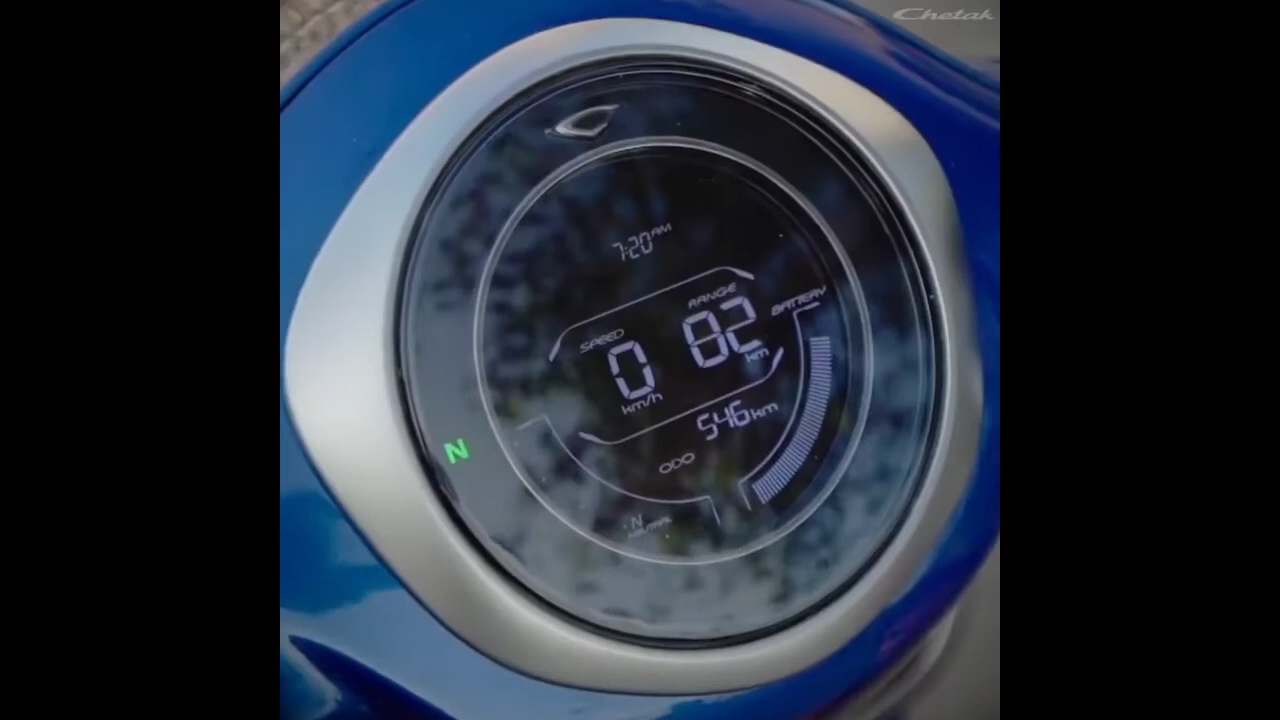 Chetak
7:20 AM
SPEED
0
km/h
RANGE
82
km
BATTERY
546 km
ODO
N
N
NEUTRAL